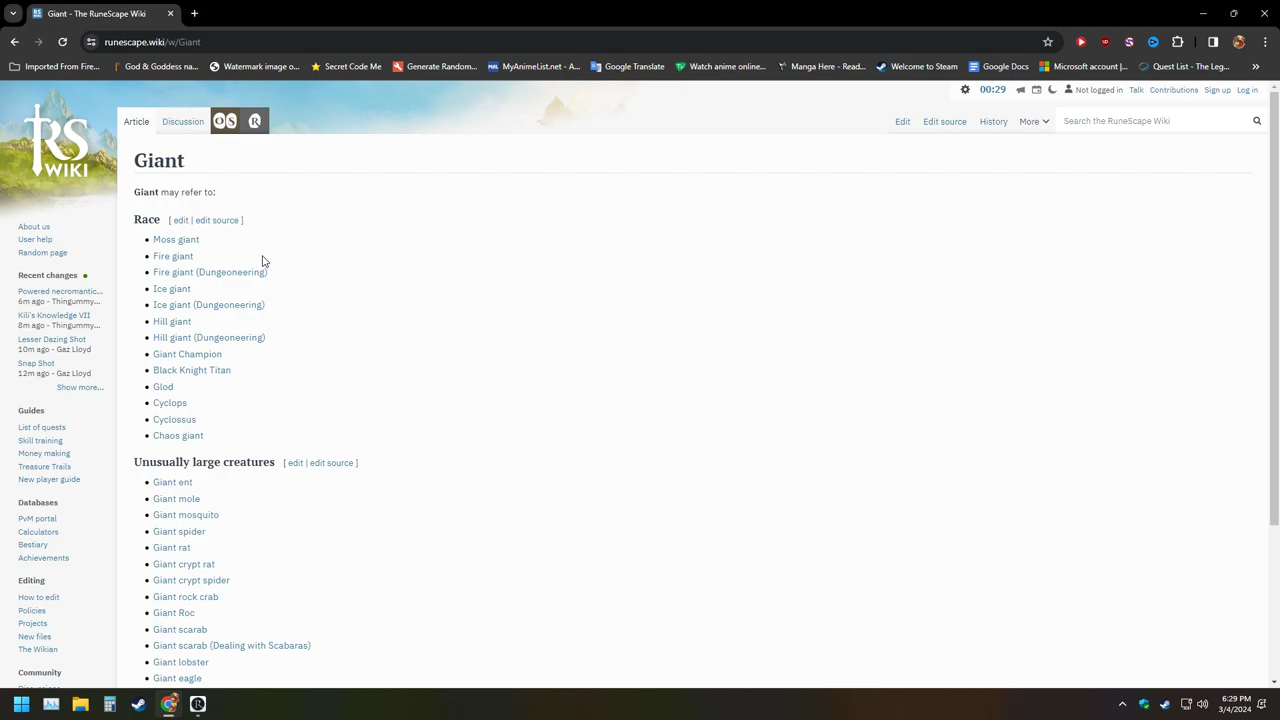 Giant - The RuneScape Wiki
runescape.wiki/w/Giant
Imported From Fire...
God & Goddess na...
Watermark image o...
Secret Code Me
Generate Random...
MyAnimeList.net - A...
Google Translate
Watch anime online...
Manga Here - Read...
Welcome to Steam
Google Docs
Microsoft account |...
Quest List - The Leg...
00:29
Not logged in Talk Contributions Sign up Log in
RS
WIKI
Article Discussion OS R
Edit Edit source History More
Search the RuneScape Wiki
About us
User help
Random page
Recent changes
Powered necromantic...
6m ago - Thingummy...
Kili's Knowledge VII
8m ago - Thingummy...
Lesser Dazing Shot
10m ago - Gaz Lloyd
Snap Shot
12m ago - Gaz Lloyd
Show more...
Guides
List of quests
Skill training
Money making
Treasure Trails
New player guide
Databases
PvM portal
Calculators
Bestiary
Achievements
Editing
How to edit
Policies
Projects
New files
The Wikian
Community
Giant
Giant may refer to:
Race [ edit | edit source ]
Moss giant
Fire giant
Fire giant (Dungeoneering)
Ice giant
Ice giant (Dungeoneering)
Hill giant
Hill giant (Dungeoneering)
Giant Champion
Black Knight Titan
Glod
Cyclops
Cyclossus
Chaos giant
Unusually large creatures [ edit | edit source ]
Giant ent
Giant mole
Giant mosquito
Giant spider
Giant rat
Giant crypt rat
Giant crypt spider
Giant rock crab
Giant Roc
Giant scarab
Giant scarab (Dealing with Scabaras)
Giant lobster
Giant eagle
6:29 PM
3/4/2024